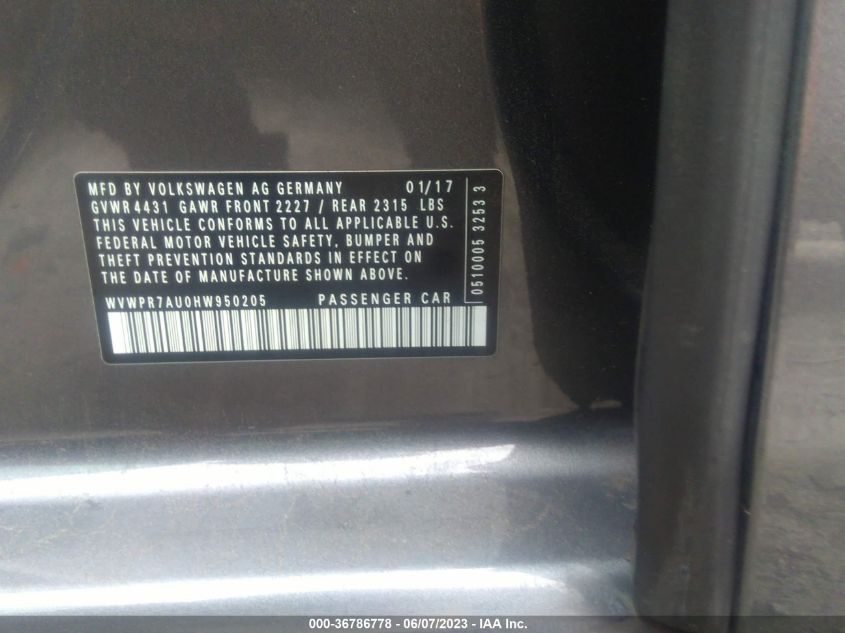 MFD BY VOLKSWAGEN AG GERMANY 01/17
GVWR 4431 GAWR FRONT 2227 / REAR 2315 LBS
THIS VEHICLE CONFORMS TO ALL APPLICABLE U.S.
FEDERAL MOTOR VEHICLE SAFETY, BUMPER AND
THEFT PREVENTION STANDARDS IN EFFECT ON
THE DATE OF MANUFACTURE SHOWN ABOVE.
WVWPR7AU0HW950205 PASSENGER CAR
0510005 3253 3
000-36786778 - 06/07/2023 - IAA Inc.